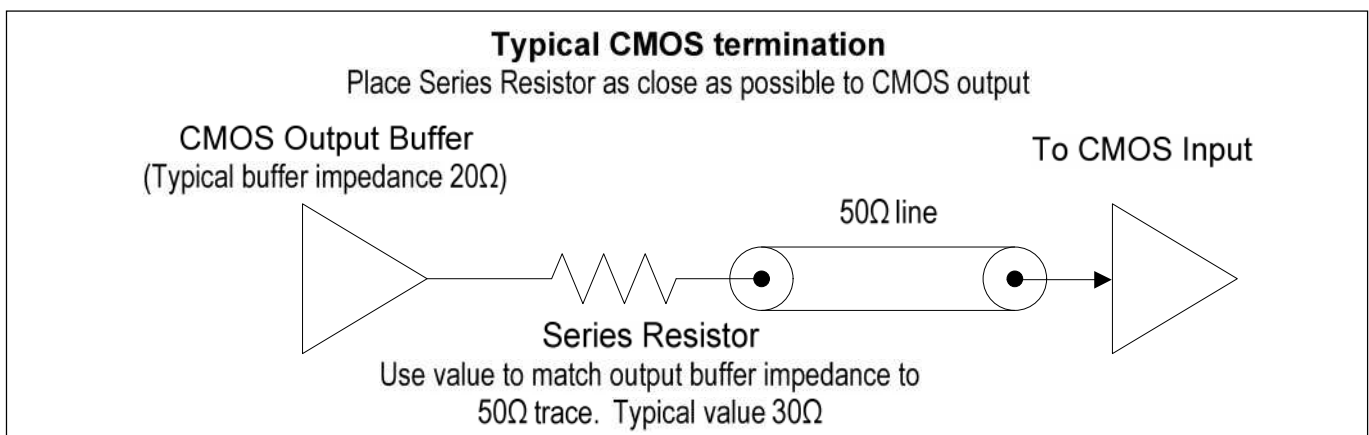 Typical CMOS termination
Place Series Resistor as close as possible to CMOS output
CMOS Output Buffer
(Typical buffer impedance 20Ω)
To CMOS Input
50Ω line
Series Resistor
Use value to match output buffer impedance to
50Ω trace. Typical value 30Ω